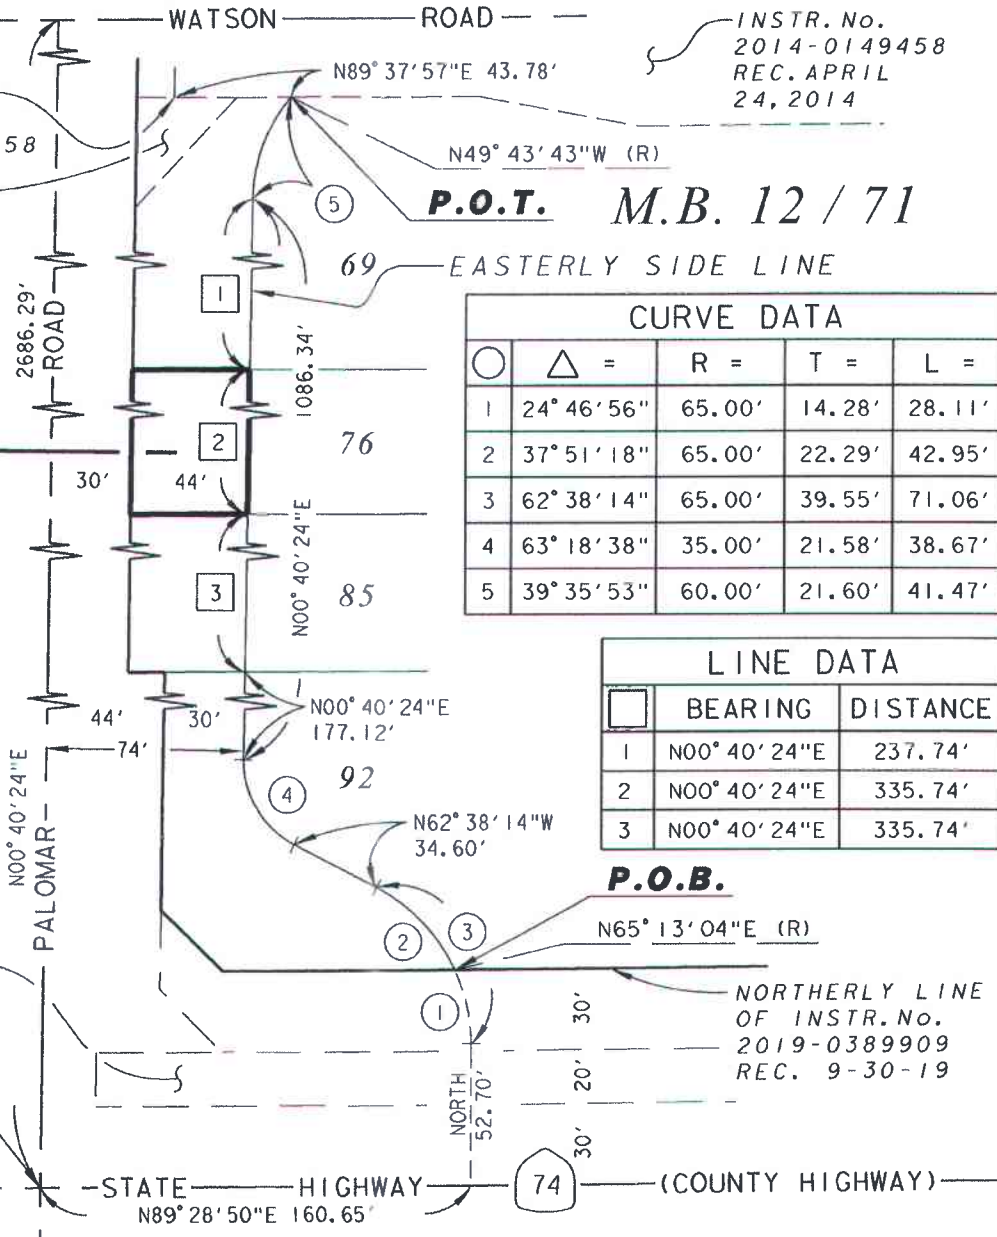 WATSON ROAD
INSTR. No.
2014-0149458
REC. APRIL
24, 2014
N89°37'57"E 43.78'
58
N49°43'43"W (R)
5
P.O.T.
M.B. 12 / 71
69
EASTERLY SIDE LINE
1
2686.29'
ROAD
1086.34'
CURVE DATA
△ = R = T = L =
1 24°46'56" 65.00' 14.28' 28.11'
2 37°51'18" 65.00' 22.29' 42.95'
3 62°38'14" 65.00' 39.55' 71.06'
4 63°18'38" 35.00' 21.58' 38.67'
5 39°35'53" 60.00' 21.60' 41.47'
2
76
30'
44'
N00°40'24"E
3
85
LINE DATA
BEARING DISTANCE
1 N00°40'24"E 237.74'
2 N00°40'24"E 335.74'
3 N00°40'24"E 335.74'
44'
30'
N00°40'24"E
177.12'
74'
N00°40'24"E
PALOMAR
4
92
N62°38'14"W
34.60'
P.O.B.
N65°13'04"E (R)
2
3
1
NORTHERLY LINE
OF INSTR. No.
2019-0389909
REC. 9-30-19
30'
20'
30'
NORTH
52.70'
STATE HIGHWAY 74 (COUNTY HIGHWAY)
N89°28'50"E 160.65'